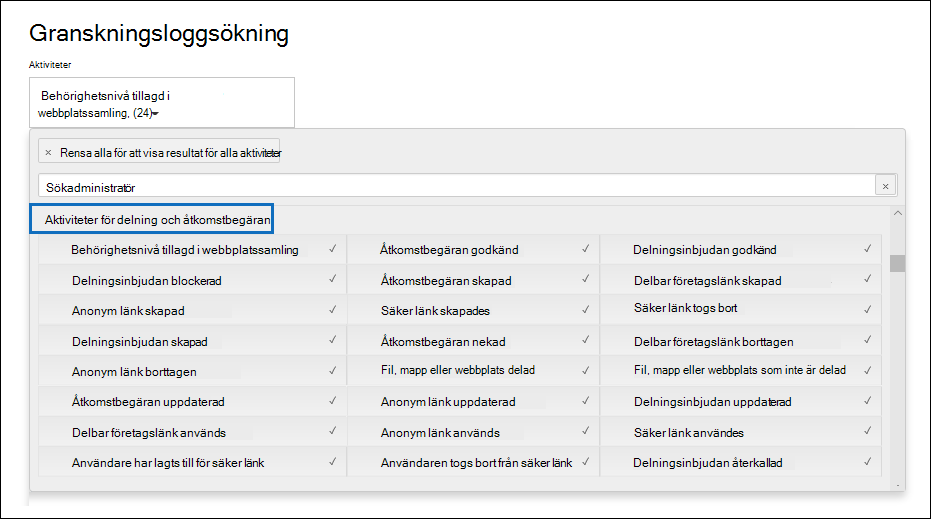 Granskningsloggsökning
Aktiviteter
Behörighetsnivå tillagd i
webbplatssamling, (24)
× Rensa alla för att visa resultat för alla aktiviteter
Sökadministratör ×
Aktiviteter för delning och åtkomstbegäran
Behörighetsnivå tillagd i webbplatssamling ✓ Åtkomstbegäran godkänd ✓ Delningsinbjudan godkänd ✓
Delningsinbjudan blockerad ✓ Åtkomstbegäran skapad ✓ Delbar företagslänk skapad ✓
Anonym länk skapad ✓ Säker länk skapades ✓ Säker länk togs bort ✓
Delningsinbjudan skapad ✓ Åtkomstbegäran nekad ✓ Delbar företagslänk borttagen ✓
Anonym länk borttagen ✓ Fil, mapp eller webbplats delad ✓ Fil, mapp eller webbplats som inte är delad ✓
Åtkomstbegäran uppdaterad ✓ Anonym länk uppdaterad ✓ Delningsinbjudan uppdaterad ✓
Delbar företagslänk används ✓ Anonym länk används ✓ Säker länk användes ✓
Användare har lagts till för säker länk ✓ Användaren togs bort från säker länk ✓ Delningsinbjudan återkallad ✓